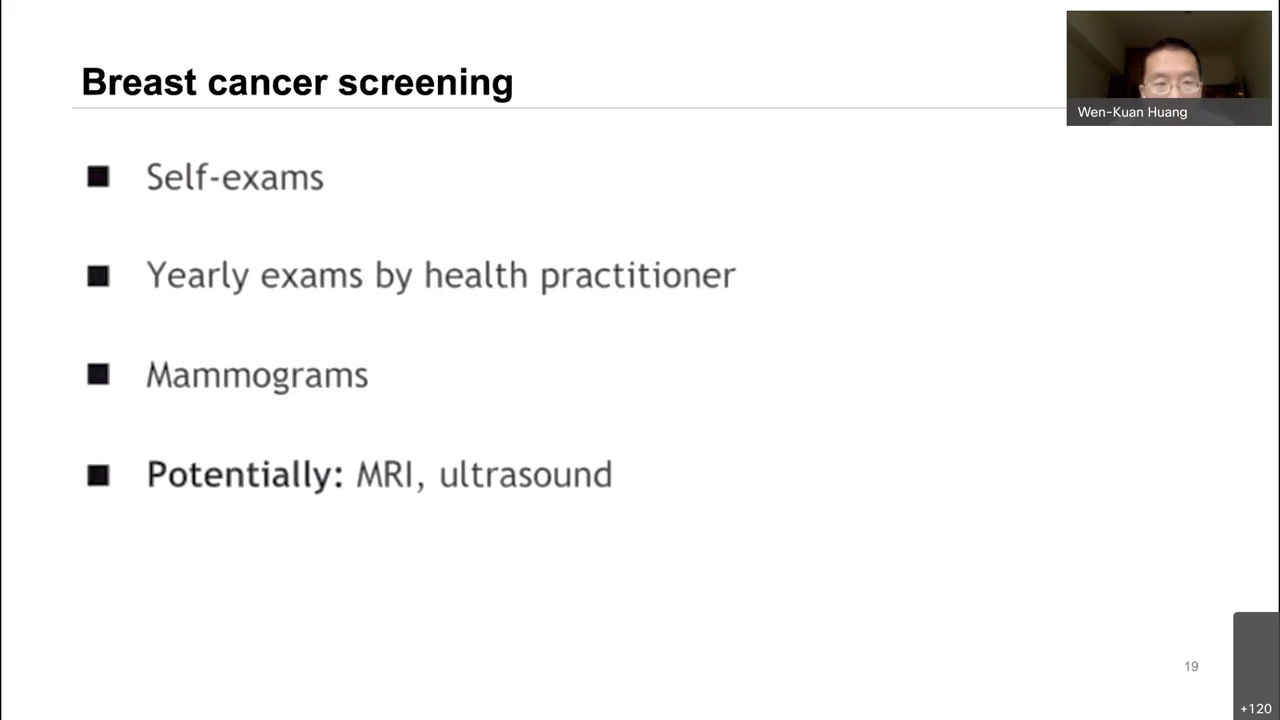 Breast cancer screening
Wen-Kuan Huang
Self-exams
Yearly exams by health practitioner
Mammograms
Potentially: MRI, ultrasound
19
+120